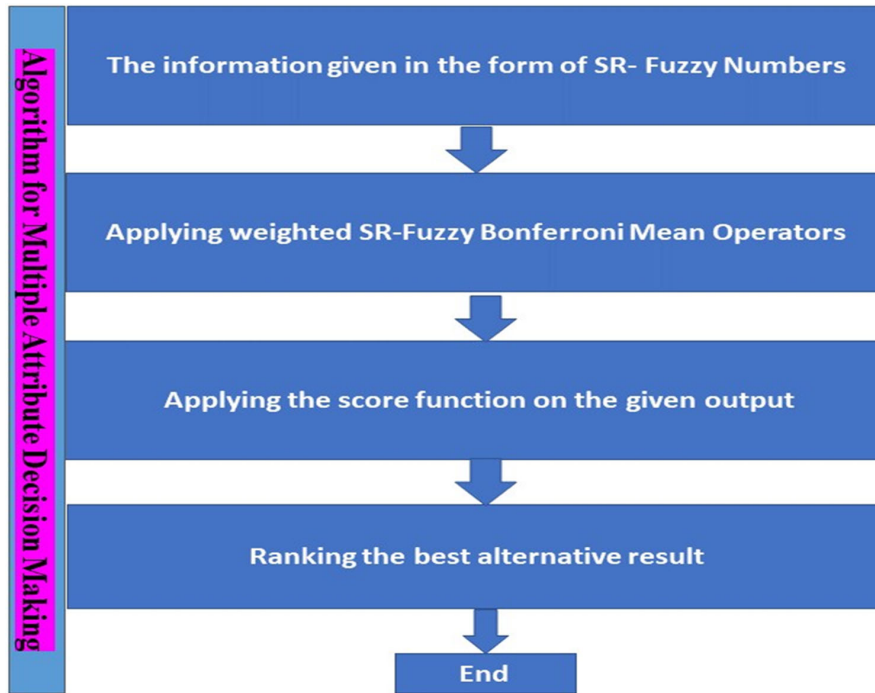 Algorithm for Multiple Attribute Decision Making
The information given in the form of SR- Fuzzy Numbers
Applying weighted SR-Fuzzy Bonferroni Mean Operators
Applying the score function on the given output
Ranking the best alternative result
End